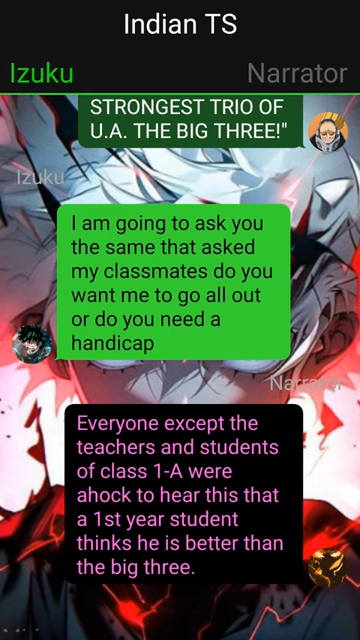 Indian TS
Izuku
Narrator
STRONGEST TRIO OF
U.A. THE BIG THREE!"
Izuku
I am going to ask you
the same that asked
my classmates do you
want me to go all out
or do you need a
handicap
Narrator
Everyone except the
teachers and students
of class 1-A were
ahock to hear this that
a 1st year student
thinks he is better than
the big three.